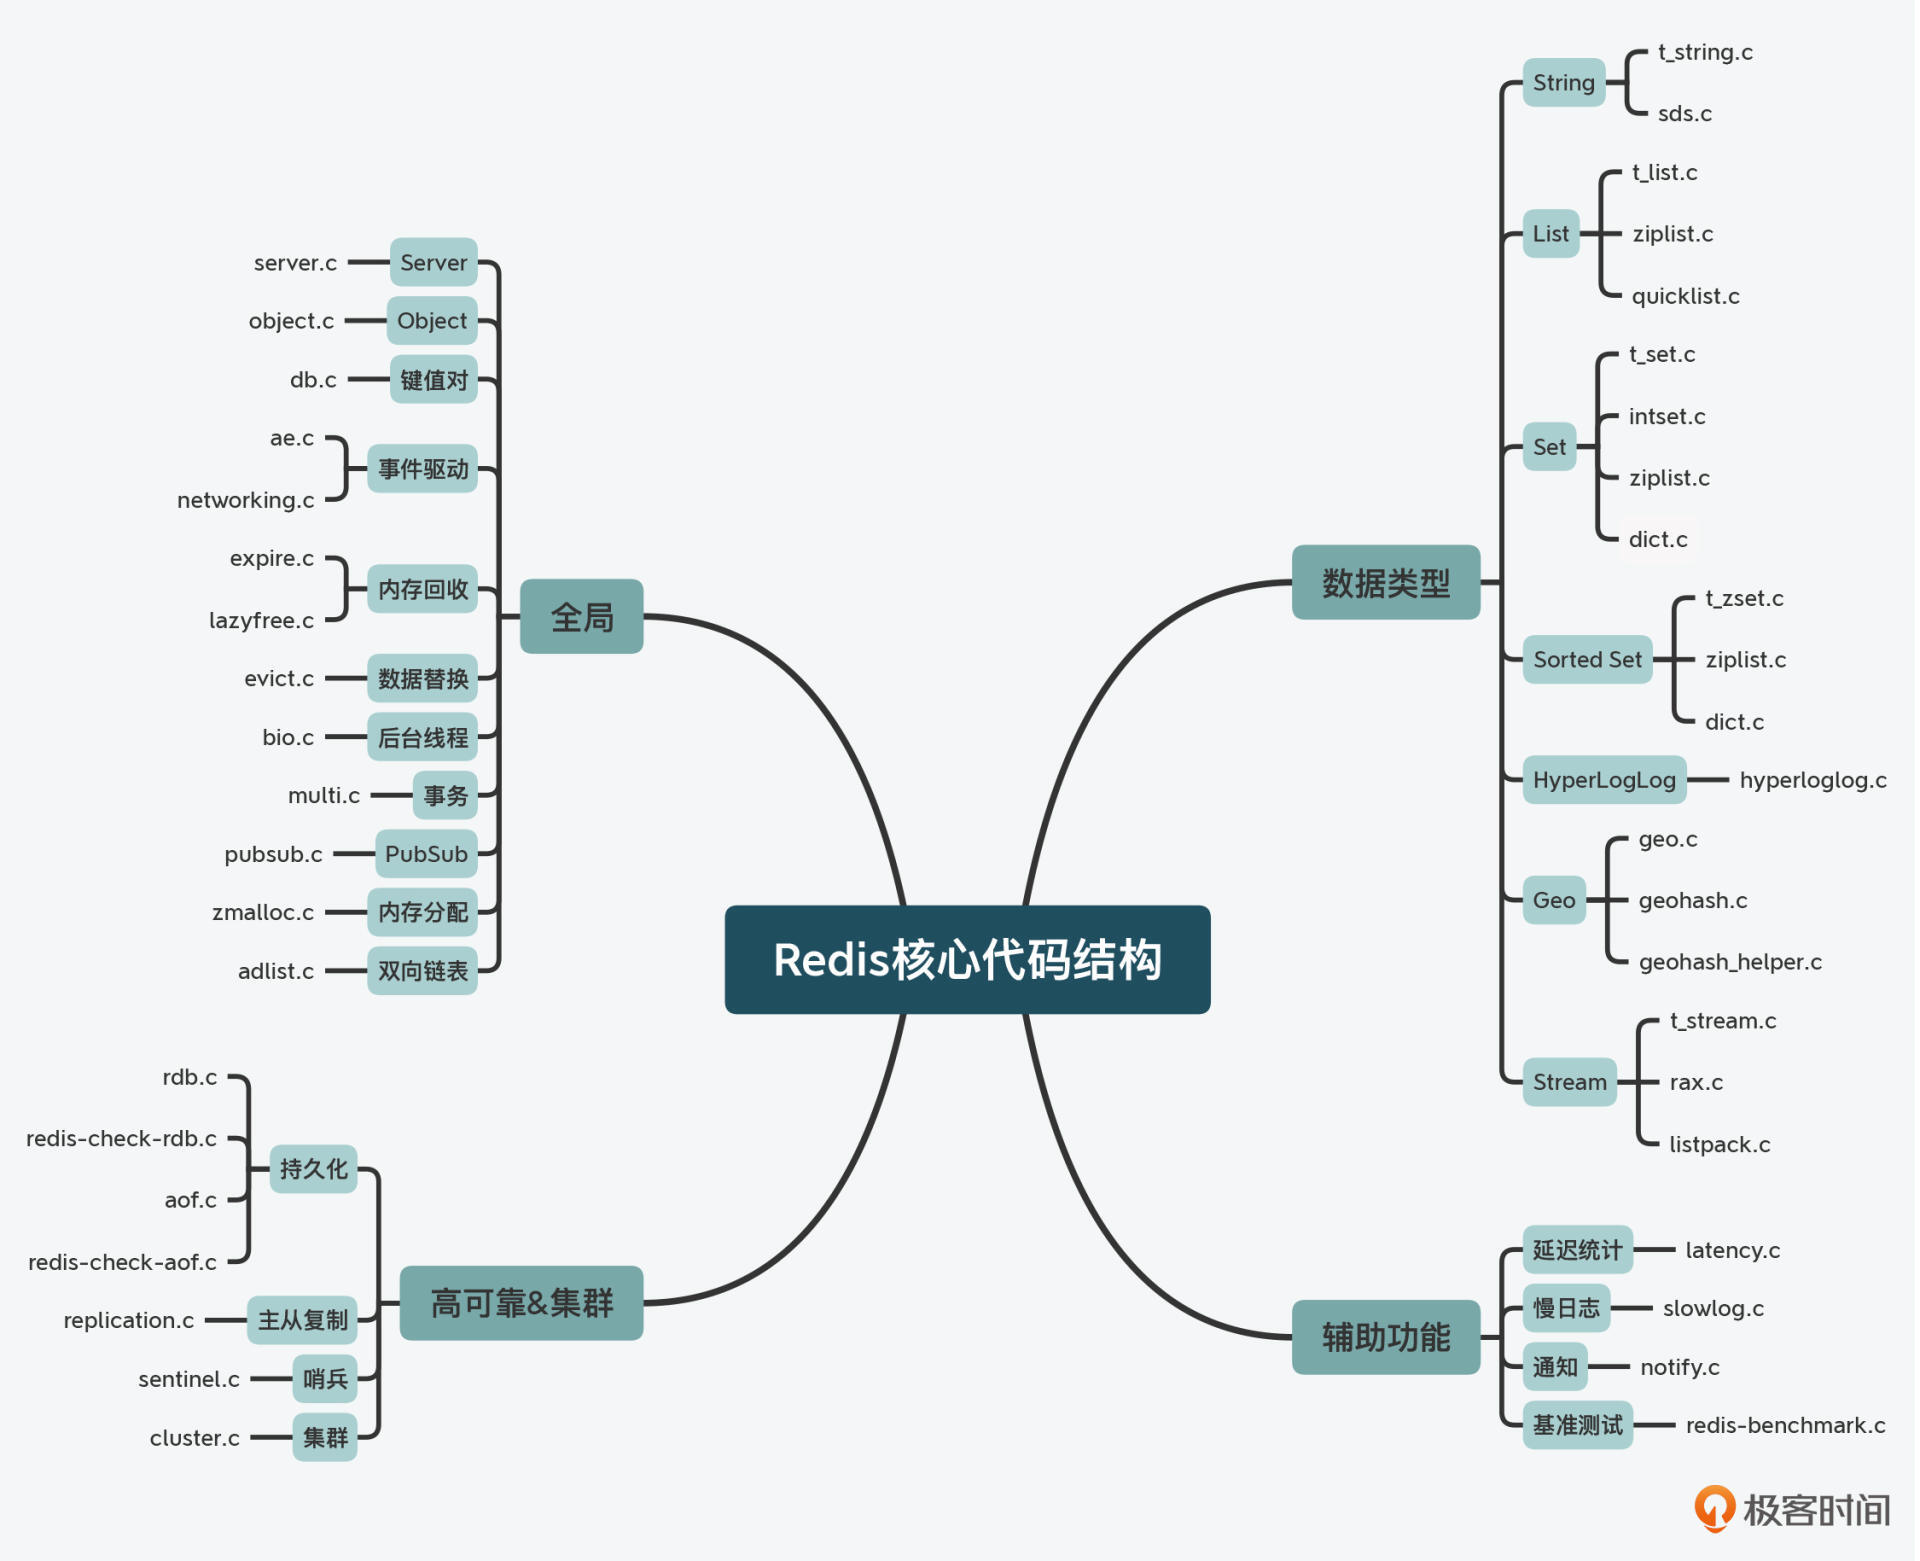 Redis核心代码结构
全局
Server
server.c
Object
object.c
键值对
db.c
事件驱动
ae.c
networking.c
内存回收
expire.c
lazyfree.c
数据替换
evict.c
后台线程
bio.c
事务
multi.c
PubSub
pubsub.c
内存分配
zmalloc.c
双向链表
adlist.c
高可靠&集群
持久化
rdb.c
redis-check-rdb.c
aof.c
redis-check-aof.c
主从复制
replication.c
哨兵
sentinel.c
集群
cluster.c
数据类型
String
t_string.c
sds.c
List
t_list.c
ziplist.c
quicklist.c
Set
t_set.c
intset.c
ziplist.c
dict.c
Sorted Set
t_zset.c
ziplist.c
dict.c
HyperLogLog
hyperloglog.c
Geo
geo.c
geohash.c
geohash_helper.c
Stream
t_stream.c
rax.c
listpack.c
辅助功能
延迟统计
latency.c
慢日志
slowlog.c
通知
notify.c
基准测试
redis-benchmark.c
极客时间